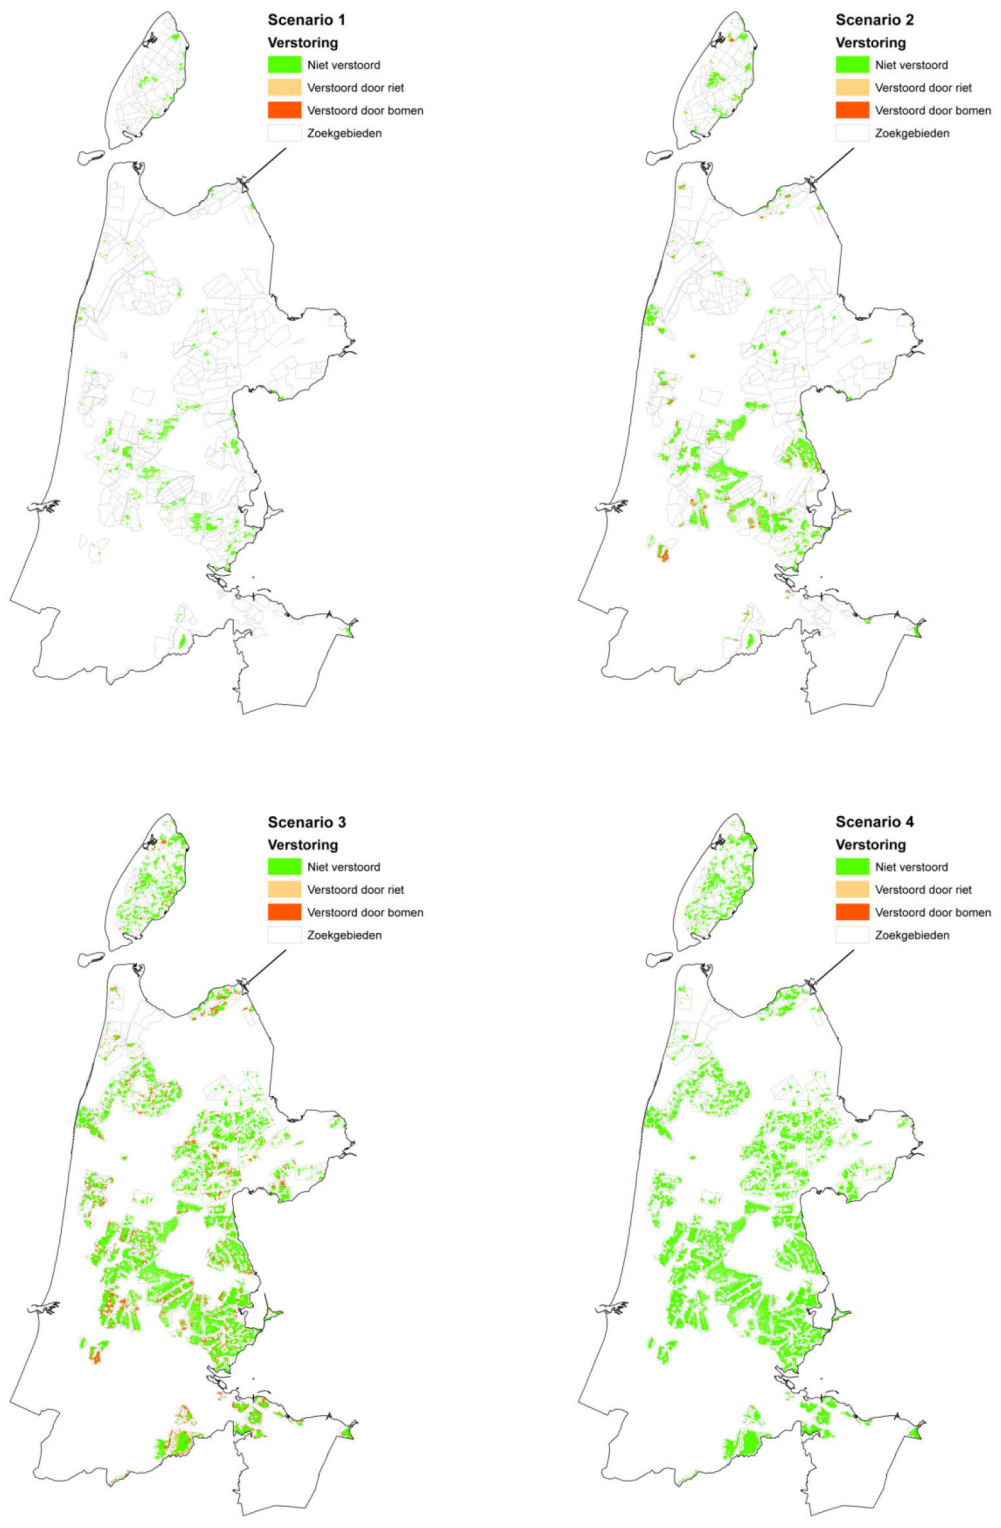 Scenario 1
Verstoring
Niet verstoord
Verstoord door riet
Verstoord door bomen
Zoekgebieden
Scenario 2
Verstoring
Niet verstoord
Verstoord door riet
Verstoord door bomen
Zoekgebieden
Scenario 3
Verstoring
Niet verstoord
Verstoord door riet
Verstoord door bomen
Zoekgebieden
Scenario 4
Verstoring
Niet verstoord
Verstoord door riet
Verstoord door bomen
Zoekgebieden